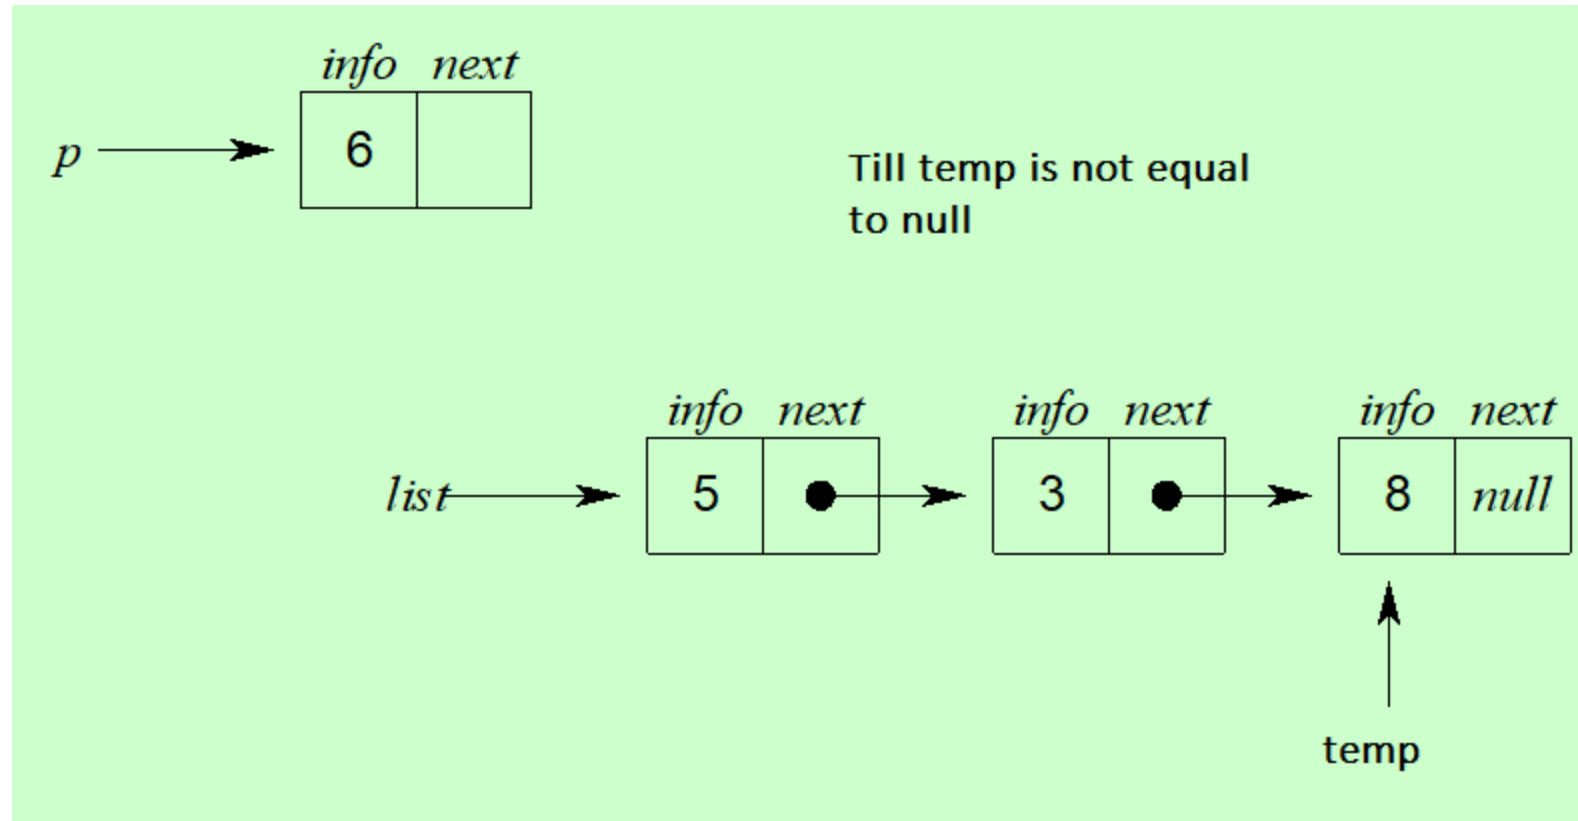 info next
p 6
Till temp is not equal
to null
info next info next info next
list 5 3 8 null
temp